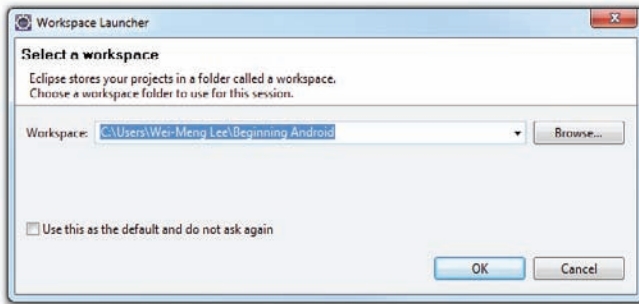 Workspace Launcher
Select a workspace
Eclipse stores your projects in a folder called a workspace.
Choose a workspace folder to use for this session.
Workspace: C:\Users\Wei-Meng Lee\Beginning Android Browse...
Use this as the default and do not ask again
OK Cancel